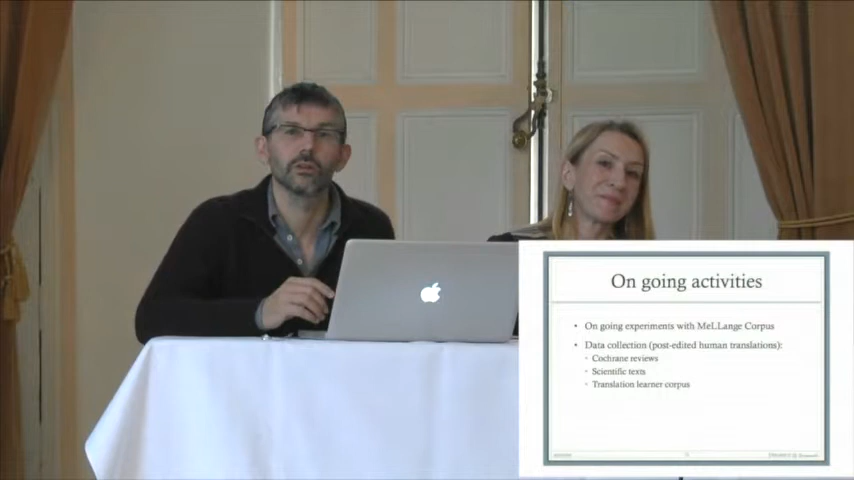 On going activities
• On going experiments with MeLLange Corpus
• Data collection (post-edited human translations):
• Cochrane reviews
• Scientific texts
• Translation learner corpus